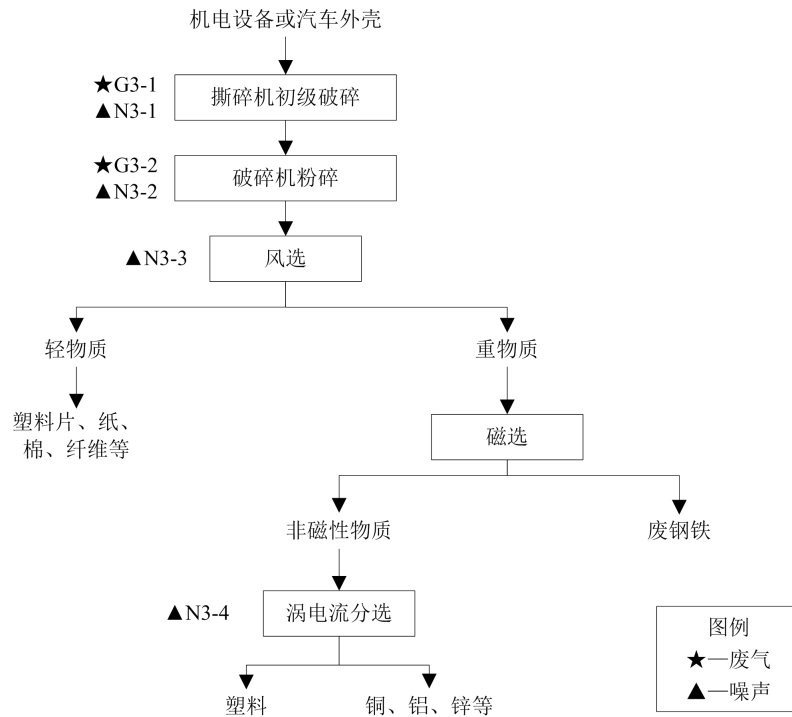 机电设备或汽车外壳
★G3-1
▲N3-1
撕碎机初级破碎
★G3-2
▲N3-2
破碎机粉碎
▲N3-3
风选
轻物质
重物质
塑料片、纸、
棉、纤维等
磁选
非磁性物质
废钢铁
▲N3-4
涡电流分选
塑料
铜、铝、锌等
图例
★—废气
▲—噪声